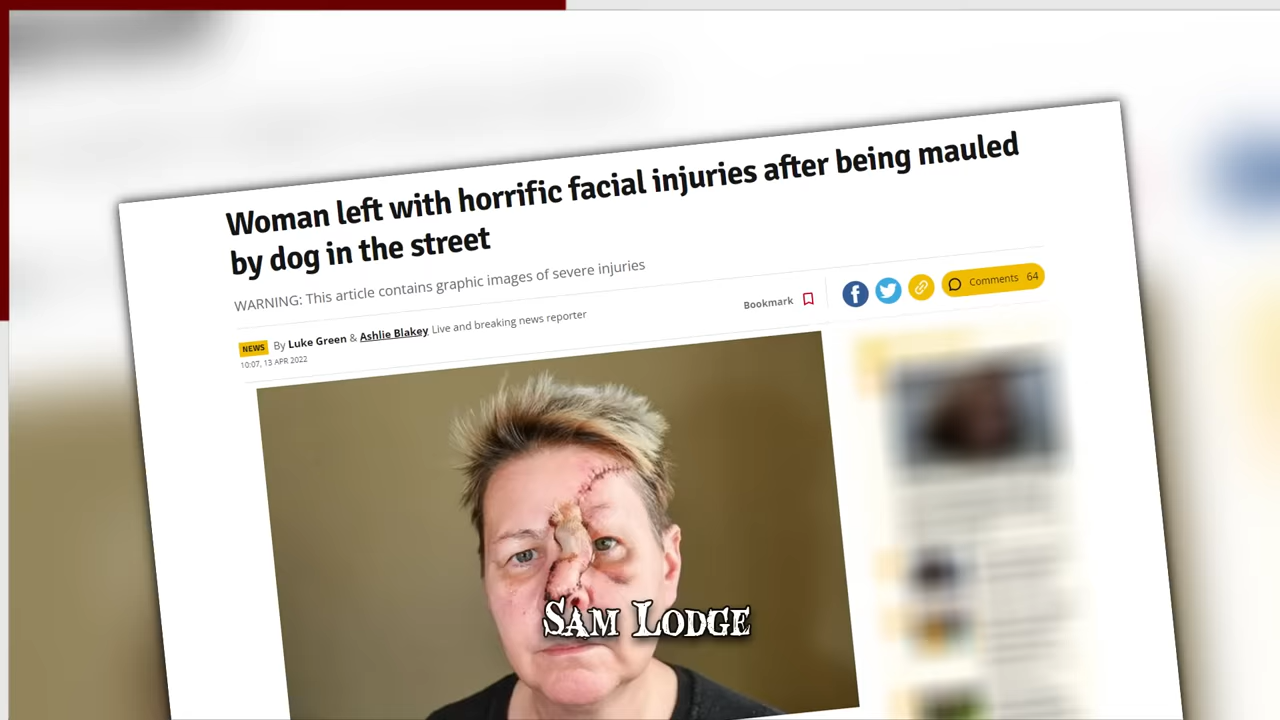 Woman left with horrific facial injuries after being mauled
by dog in the street
WARNING: This article contains graphic images of severe injuries
Bookmark
Comments 64
NEWS By Luke Green & Ashlie Blakey Live and breaking news reporter
10:07, 13 APR 2022
Sam Lodge